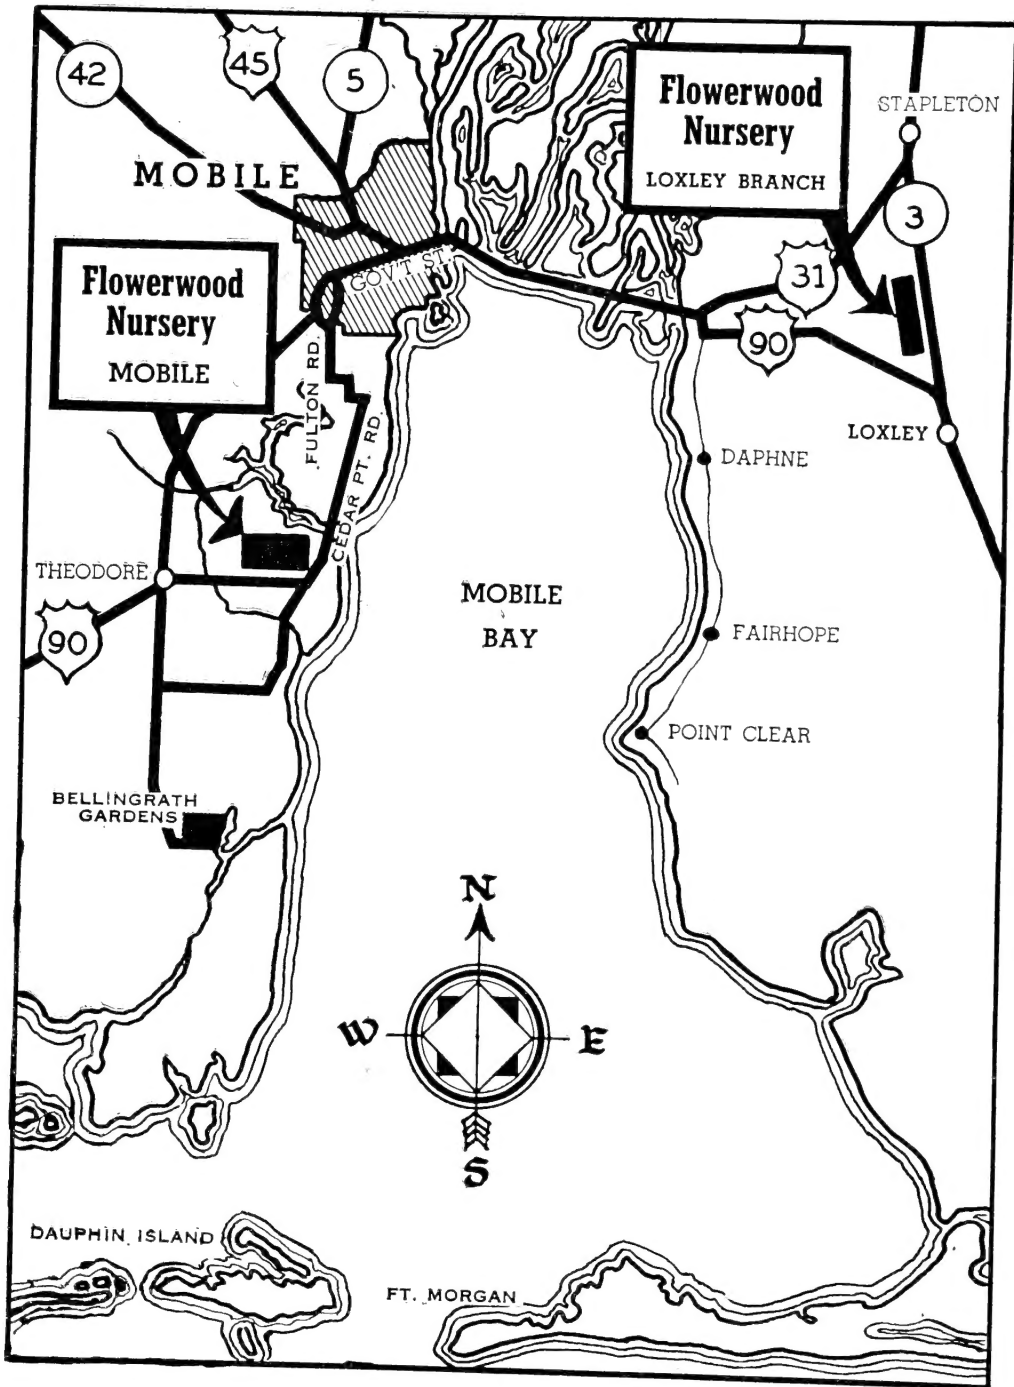 42
45
5
Flowerwood
Nursery
LOXLEY BRANCH
STAPLETON
MOBILE
3
Flowerwood
Nursery
MOBILE
GOV'T ST.
31
90
FULTON RD.
CEDAR PT. RD.
LOXLEY
DAPHNE
THEODORE
MOBILE
BAY
90
FAIRHOPE
POINT CLEAR
BELLINGRATH
GARDENS
N
W
E
S
DAUPHIN ISLAND
FT. MORGAN